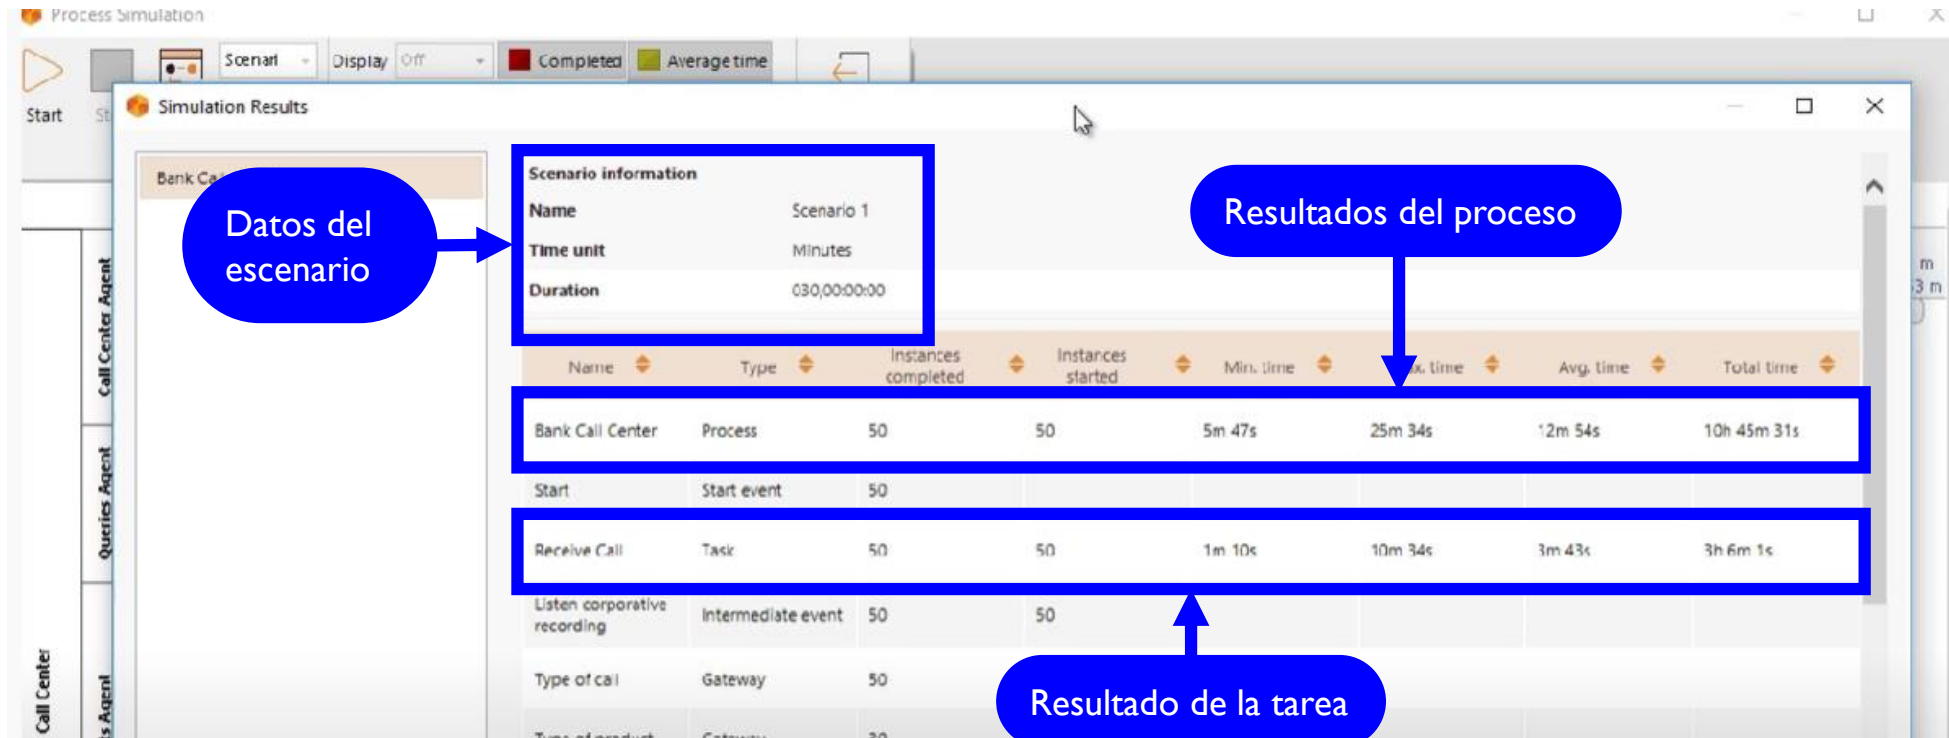 Process Simulation
Scenari
Display Off
Completed
Average time
Start
Simulation Results
Scenario information
Name Scenario 1
Time unit Minutes
Duration 030,00:00:00
Datos del
escenario
Resultados del proceso
Name Type Instances completed Instances started Min. time time Avg. time Total time
Bank Call Center Process 50 50 5m 47s 25m 34s 12m 54s 10h 45m 31s
Start Start event 50
Receive Call Task 50 50 1m 10s 10m 34s 3m 43s 3h 6m 1s
Listen corporative
recording Intermediate event 50 50
Type of call Gateway 50
Resultado de la tarea
Call Center Agent
Queries Agent
Call Center
Agent
m